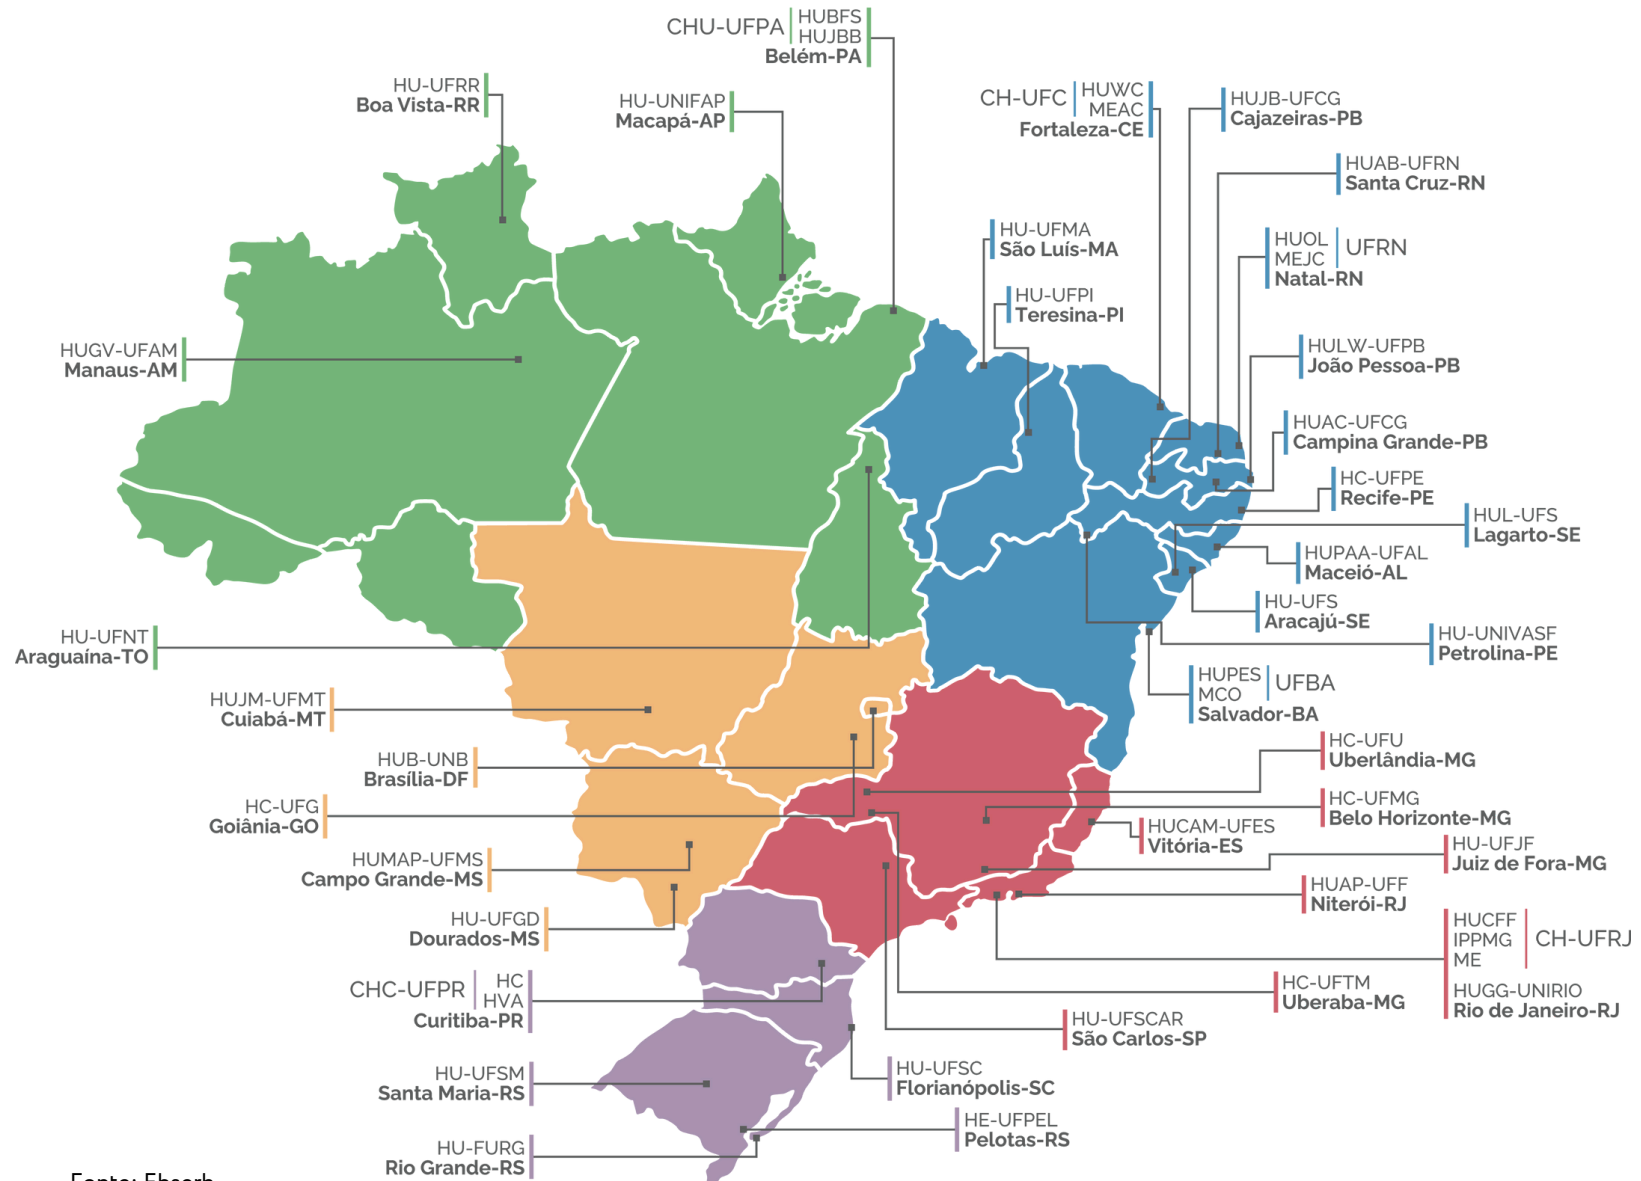 CHU-UFPA
HUBFS
HUJBB
Belém-PA
HU-UFRR
Boa Vista-RR
HU-UNIFAP
Macapá-AP
CH-UFC
HUWC
MEAC
Fortaleza-CE
HUJB-UFCG
Cajazeiras-PB
HUAB-UFRN
Santa Cruz-RN
HU-UFMA
São Luís-MA
HUOL
MEJC
UFRN
Natal-RN
HU-UFPI
Teresina-PI
HUGV-UFAM
Manaus-AM
HULW-UFPB
João Pessoa-PB
HUAC-UFCG
Campina Grande-PB
HC-UFPE
Recife-PE
HUL-UFS
Lagarto-SE
HUPAA-UFAL
Maceió-AL
HU-UFS
Aracajú-SE
HU-UNIVASF
Petrolina-PE
HU-UFNT
Araguaína-TO
HUPES
MCO
UFBA
Salvador-BA
HUJM-UFMT
Cuiabá-MT
HUB-UNB
Brasília-DF
HC-UFU
Uberlândia-MG
HC-UFG
Goiânia-GO
HC-UFMG
Belo Horizonte-MG
HUCAM-UFES
Vitória-ES
HU-UFJF
Juiz de Fora-MG
HUMAP-UFMS
Campo Grande-MS
HUAP-UFF
Niterói-RJ
HU-UFGD
Dourados-MS
HUCFF
IPPMG
ME
CH-UFRJ
HUGG-UNIRIO
Rio de Janeiro-RJ
CHC-UFPR
HC
HVA
Curitiba-PR
HC-UFTM
Uberaba-MG
HU-UFSCAR
São Carlos-SP
HU-UFSM
Santa Maria-RS
HU-UFSC
Florianópolis-SC
HE-UFPEL
Pelotas-RS
HU-FURG
Rio Grande-RS
Fonte: Ebserh